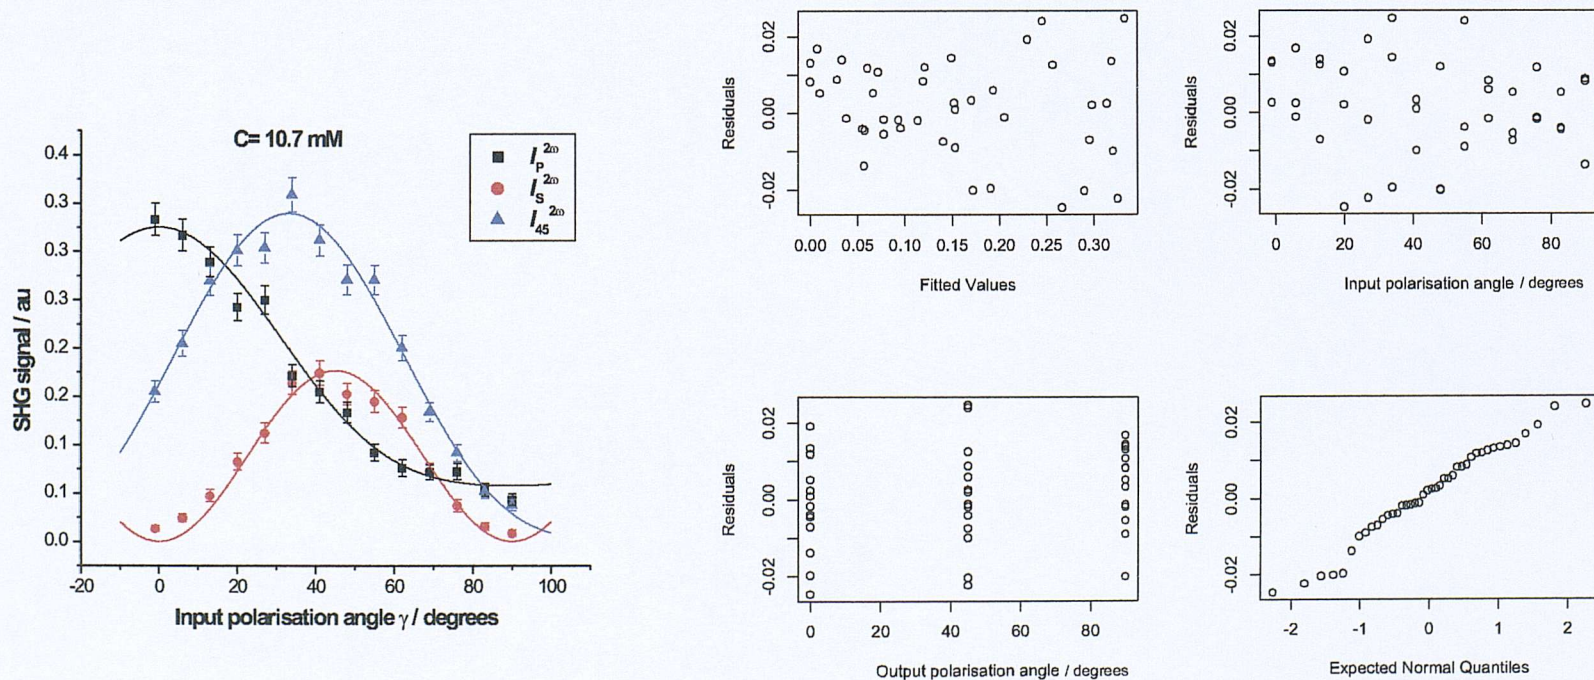 C= 10.7 mM
I_P^2ω
I_S^2ω
I_45^2ω
SHG signal / au
0.4
0.3
0.3
0.3
0.2
0.2
0.1
0.1
0.0
-20 0 20 40 60 80 100
Input polarisation angle γ / degrees
Residuals
0.02
0.00
-0.02
0.00 0.05 0.10 0.15 0.20 0.25 0.30
Fitted Values
Residuals
0.02
0.00
-0.02
0 20 40 60 80
Input polarisation angle / degrees
Residuals
0.02
0.00
-0.02
0 20 40 60 80
Output polarisation angle / degrees
Residuals
0.02
0.00
-0.02
-2 -1 0 1 2
Expected Normal Quantiles